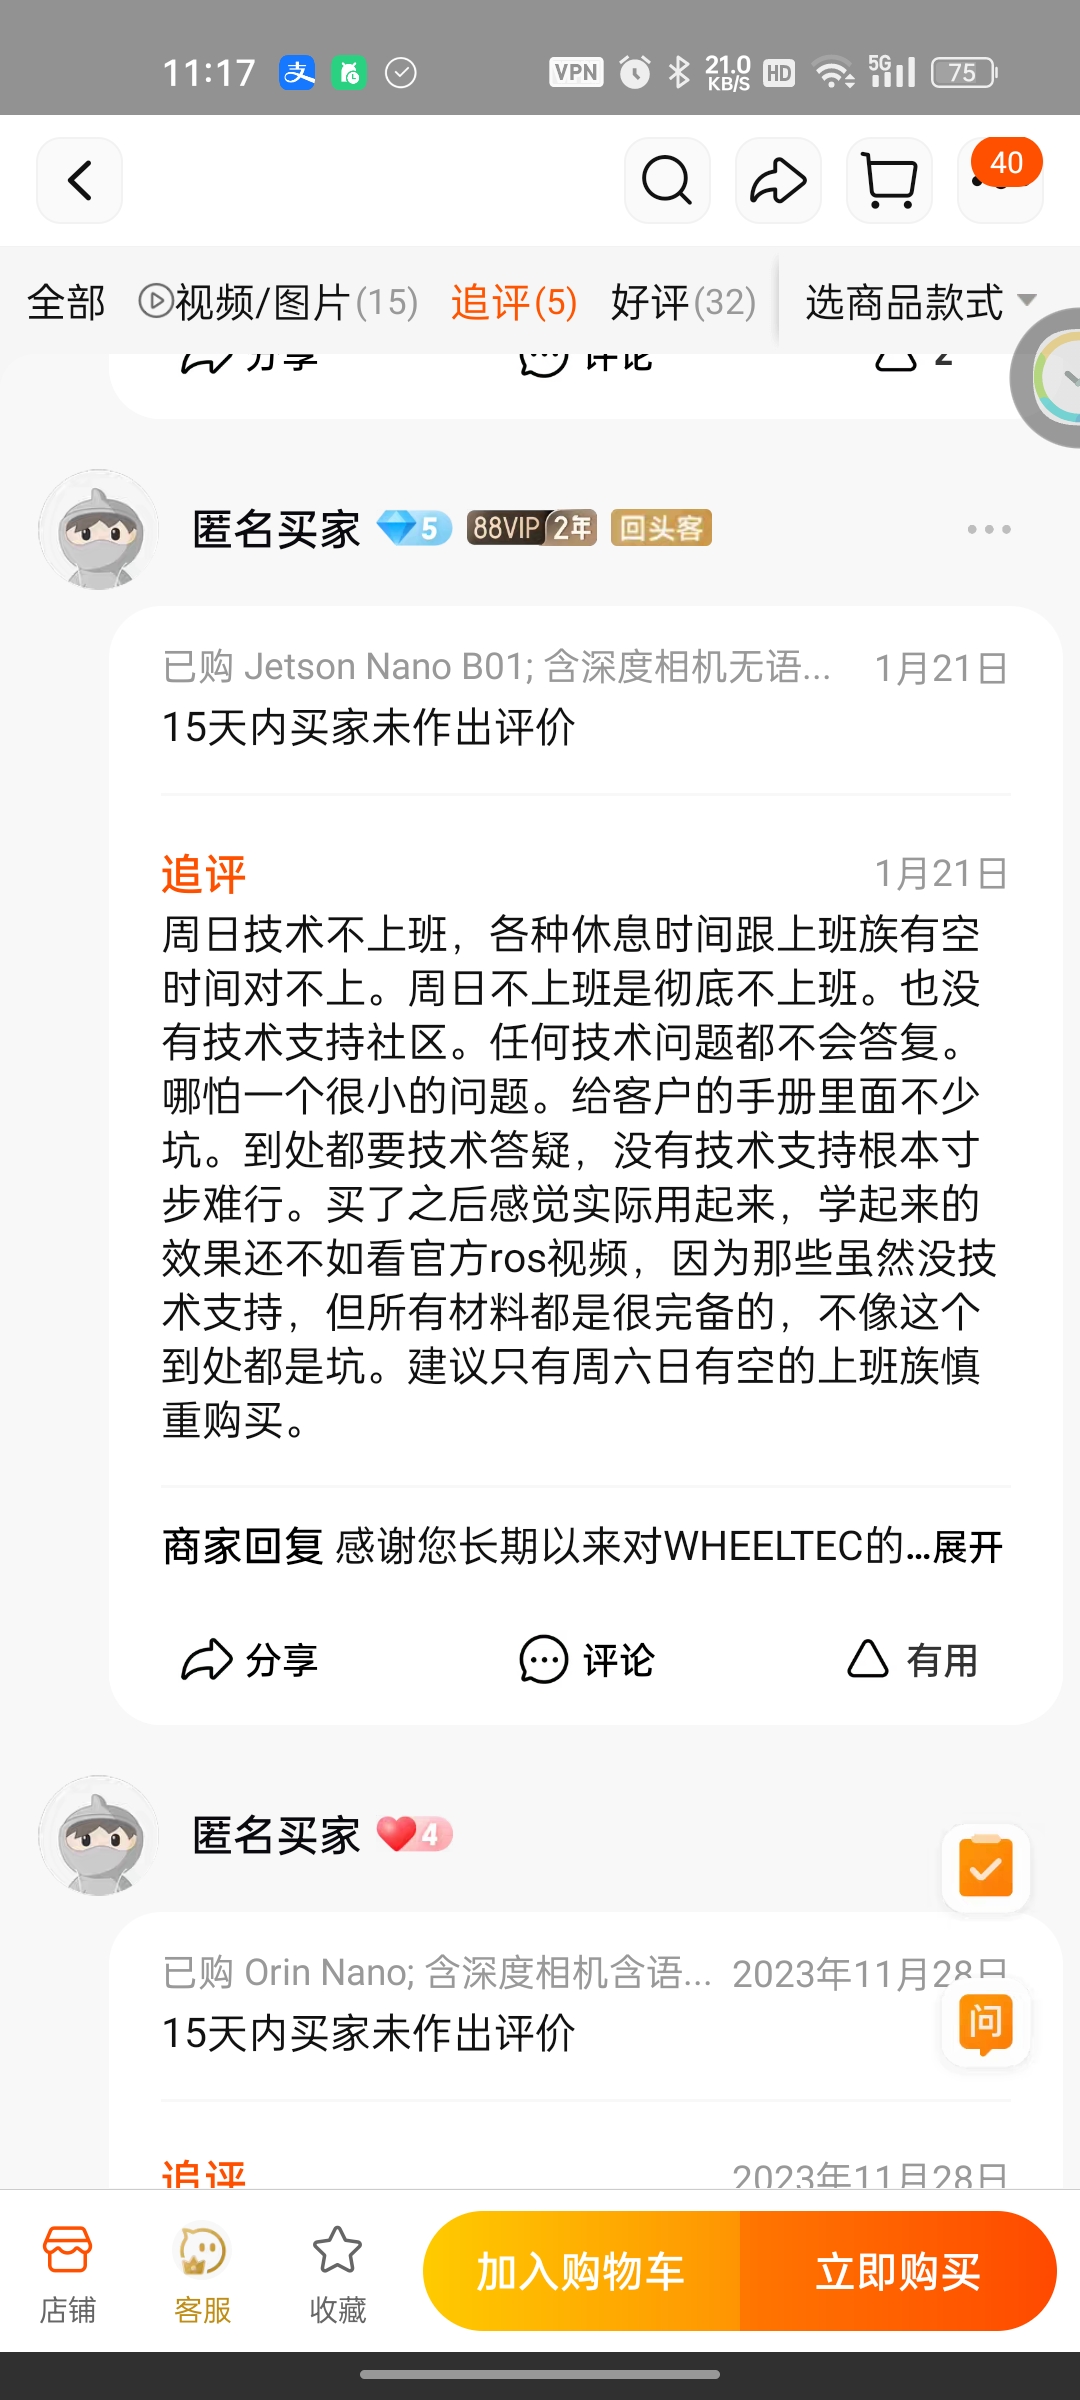 11:17 支 VPN 21.0 KB/S HD 5G 75
40
全部 视频/图片(15) 追评(5) 好评(32) 选商品款式
分享 评论 2
匿名买家 5 88VIP 2年 回头客
已购 Jetson Nano B01; 含深度相机无语... 1月21日
15天内买家未作出评价
追评 1月21日
周日技术不上班，各种休息时间跟上班族有空
时间对不上。周日不上班是彻底不上班。也没
有技术支持社区。任何技术问题都不会答复。
哪怕一个很小的问题。给客户的手册里面不少
坑。到处都要技术答疑，没有技术支持根本寸
步难行。买了之后感觉实际用起来，学起来的
效果还不如看官方ros视频，因为那些虽然没技
术支持，但所有材料都是很完备的，不像这个
到处都是坑。建议只有周六日有空的上班族慎
重购买。
商家回复 感谢您长期以来对WHEELTEC的...展开
分享 评论 有用
匿名买家 4
已购 Orin Nano; 含深度相机含语... 2023年11月28日
15天内买家未作出评价
问
追评 2023年11月28日
店铺 客服 收藏 加入购物车 立即购买